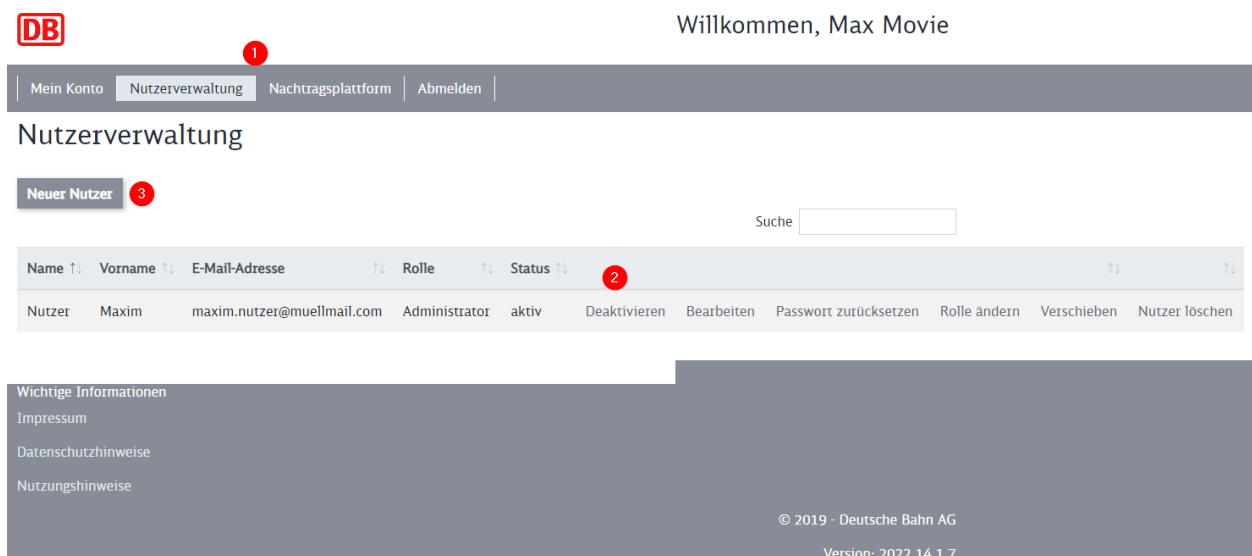 DB
Willkommen, Max Movie
1
Mein Konto Nutzerverwaltung Nachtragsplattform Abmelden
Nutzerverwaltung
Neuer Nutzer 3
Suche
Name ↑↓ Vorname ↑↓ E-Mail-Adresse ↑↓ Rolle ↑↓ Status ↑↓ 2 ↑↓ ↑↓
Nutzer Maxim maxim.nutzer@muellmail.com Administrator aktiv Deaktivieren Bearbeiten Passwort zurücksetzen Rolle ändern Verschieben Nutzer löschen
Wichtige Informationen
Impressum
Datenschutzhinweise
Nutzungshinweise
© 2019 - Deutsche Bahn AG
Version: 2022.14.1.7